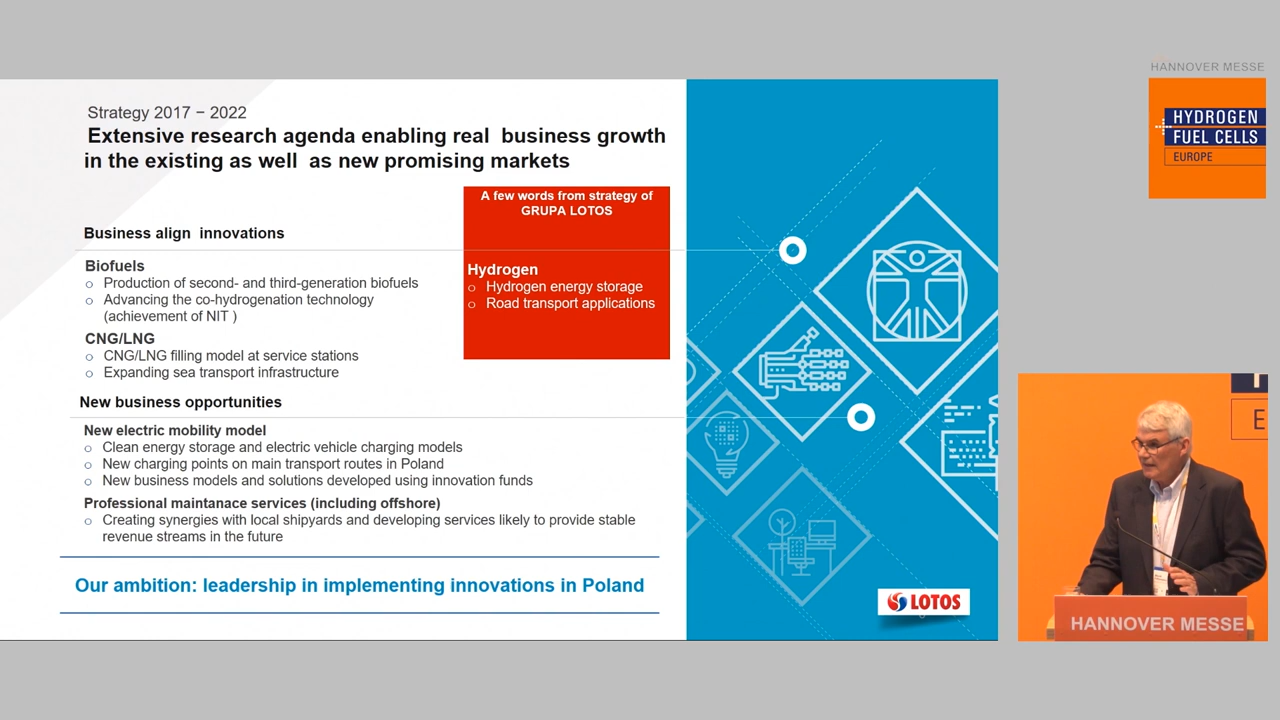 Strategy 2017 – 2022
Extensive research agenda enabling real business growth
in the existing as well as new promising markets
A few words from strategy of
GRUPA LOTOS
Business align innovations
Biofuels
Production of second- and third-generation biofuels
Advancing the co-hydrogenation technology
(achievement of NIT )
CNG/LNG
CNG/LNG filling model at service stations
Expanding sea transport infrastructure
Hydrogen
Hydrogen energy storage
Road transport applications
New business opportunities
New electric mobility model
Clean energy storage and electric vehicle charging models
New charging points on main transport routes in Poland
New business models and solutions developed using innovation funds
Professional maintanace services (including offshore)
Creating synergies with local shipyards and developing services likely to provide stable
revenue streams in the future
Our ambition: leadership in implementing innovations in Poland
LOTOS
HANNOVER MESSE
HYDROGEN
FUEL CELLS
EUROPE
E
HANNOVER MESSE